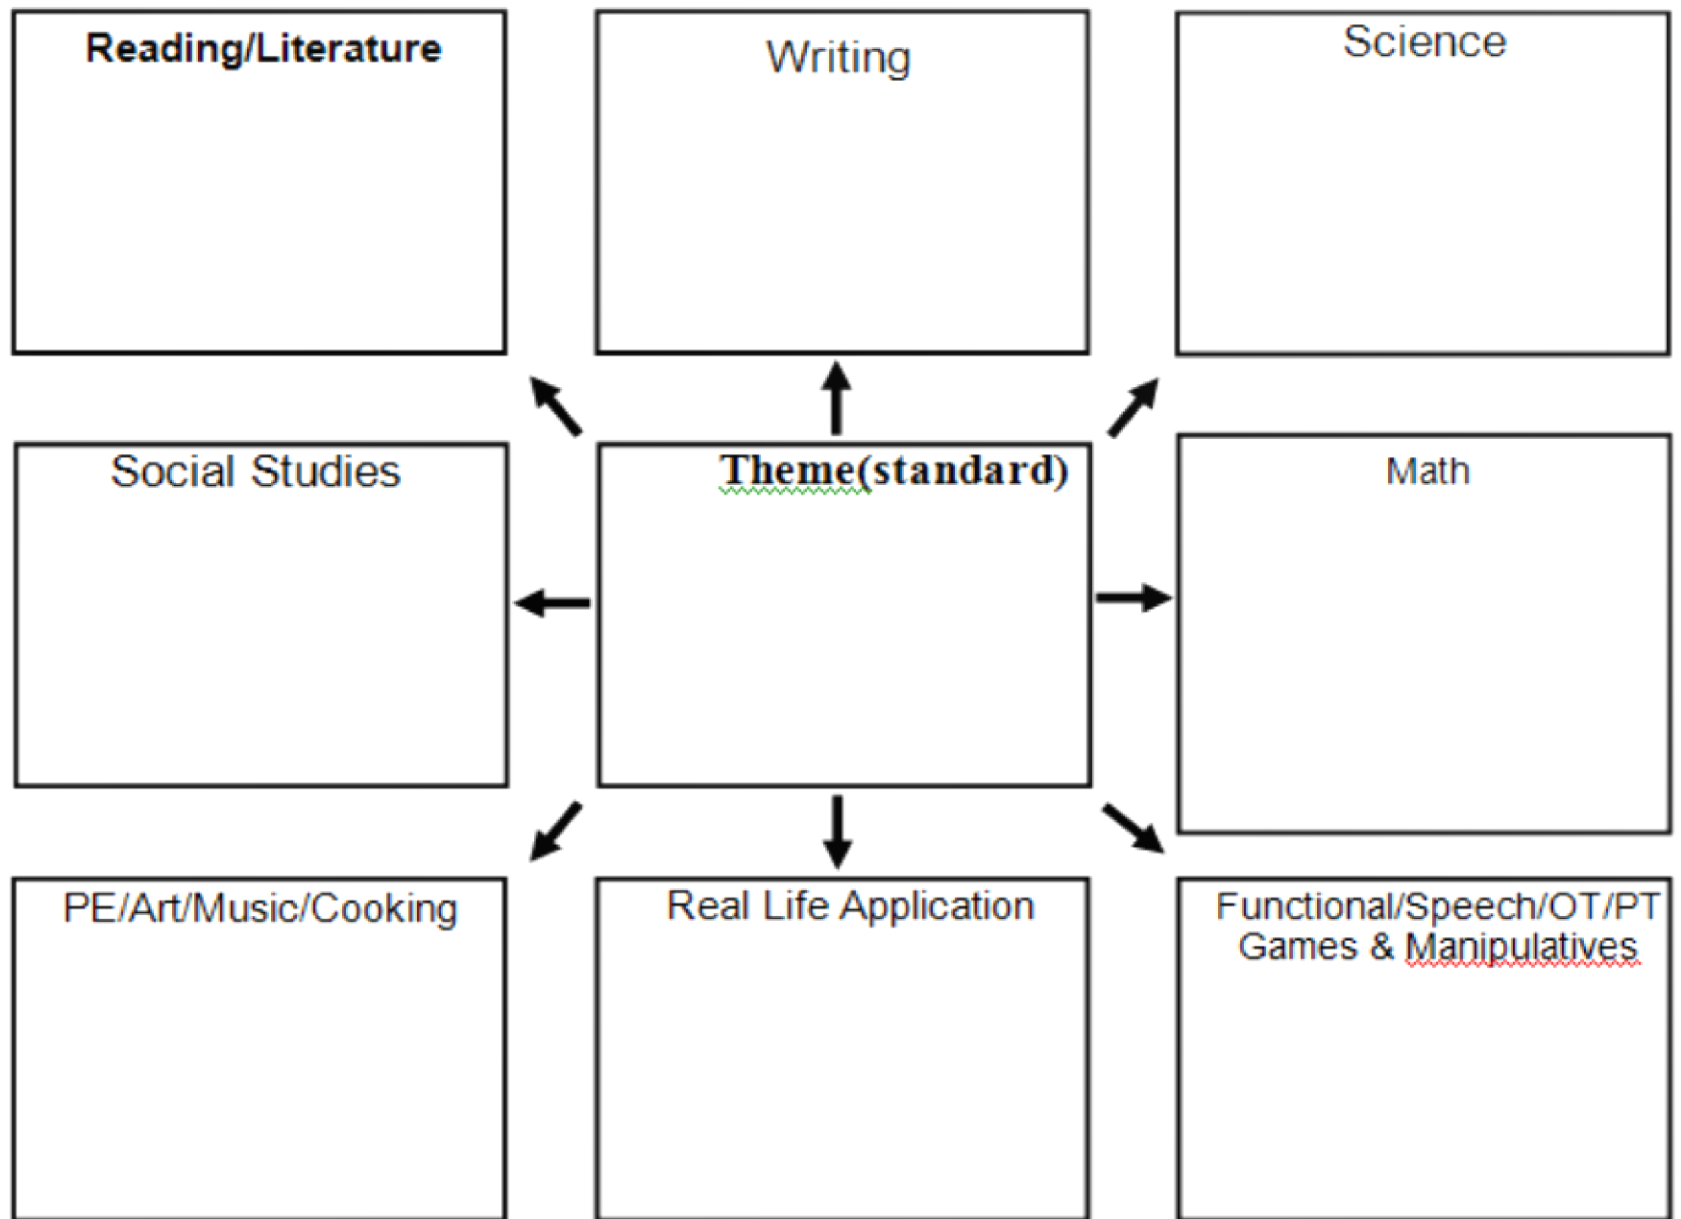 Reading/Literature
Writing
Science
Social Studies
Theme(standard)
Math
PE/Art/Music/Cooking
Real Life Application
Functional/Speech/OT/PT
Games & Manipulatives